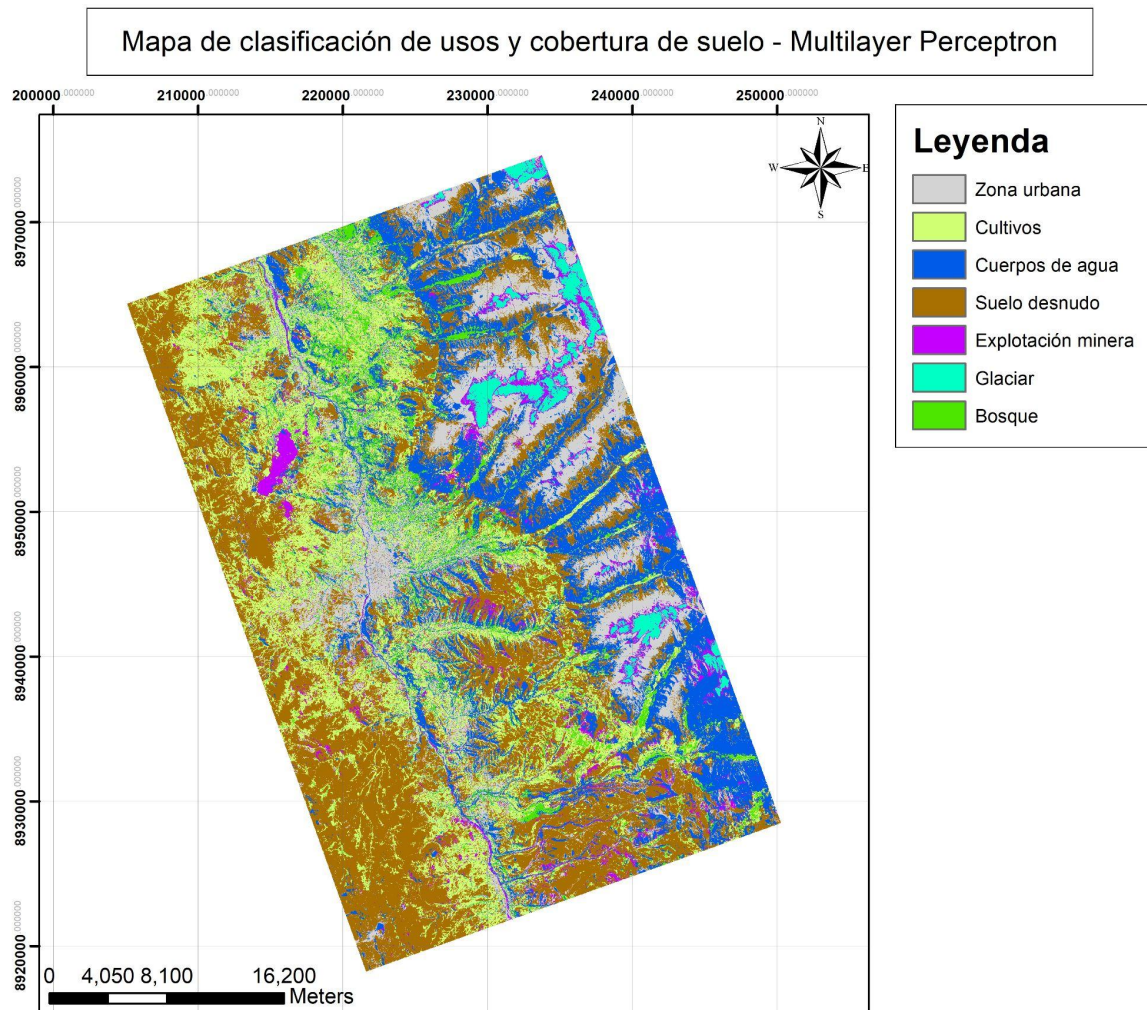 Mapa de clasificación de usos y cobertura de suelo - Multilayer Perceptron
200000.000000 210000.000000 220000.000000 230000.000000 240000.000000 250000.000000
N
W E
S
Leyenda
Zona urbana
Cultivos
Cuerpos de agua
Suelo desnudo
Explotación minera
Glaciar
Bosque
8970000.000000
8960000.000000
8950000.000000
8940000.000000
8930000.000000
8920000.000000
0 4,050 8,100 16,200
Meters